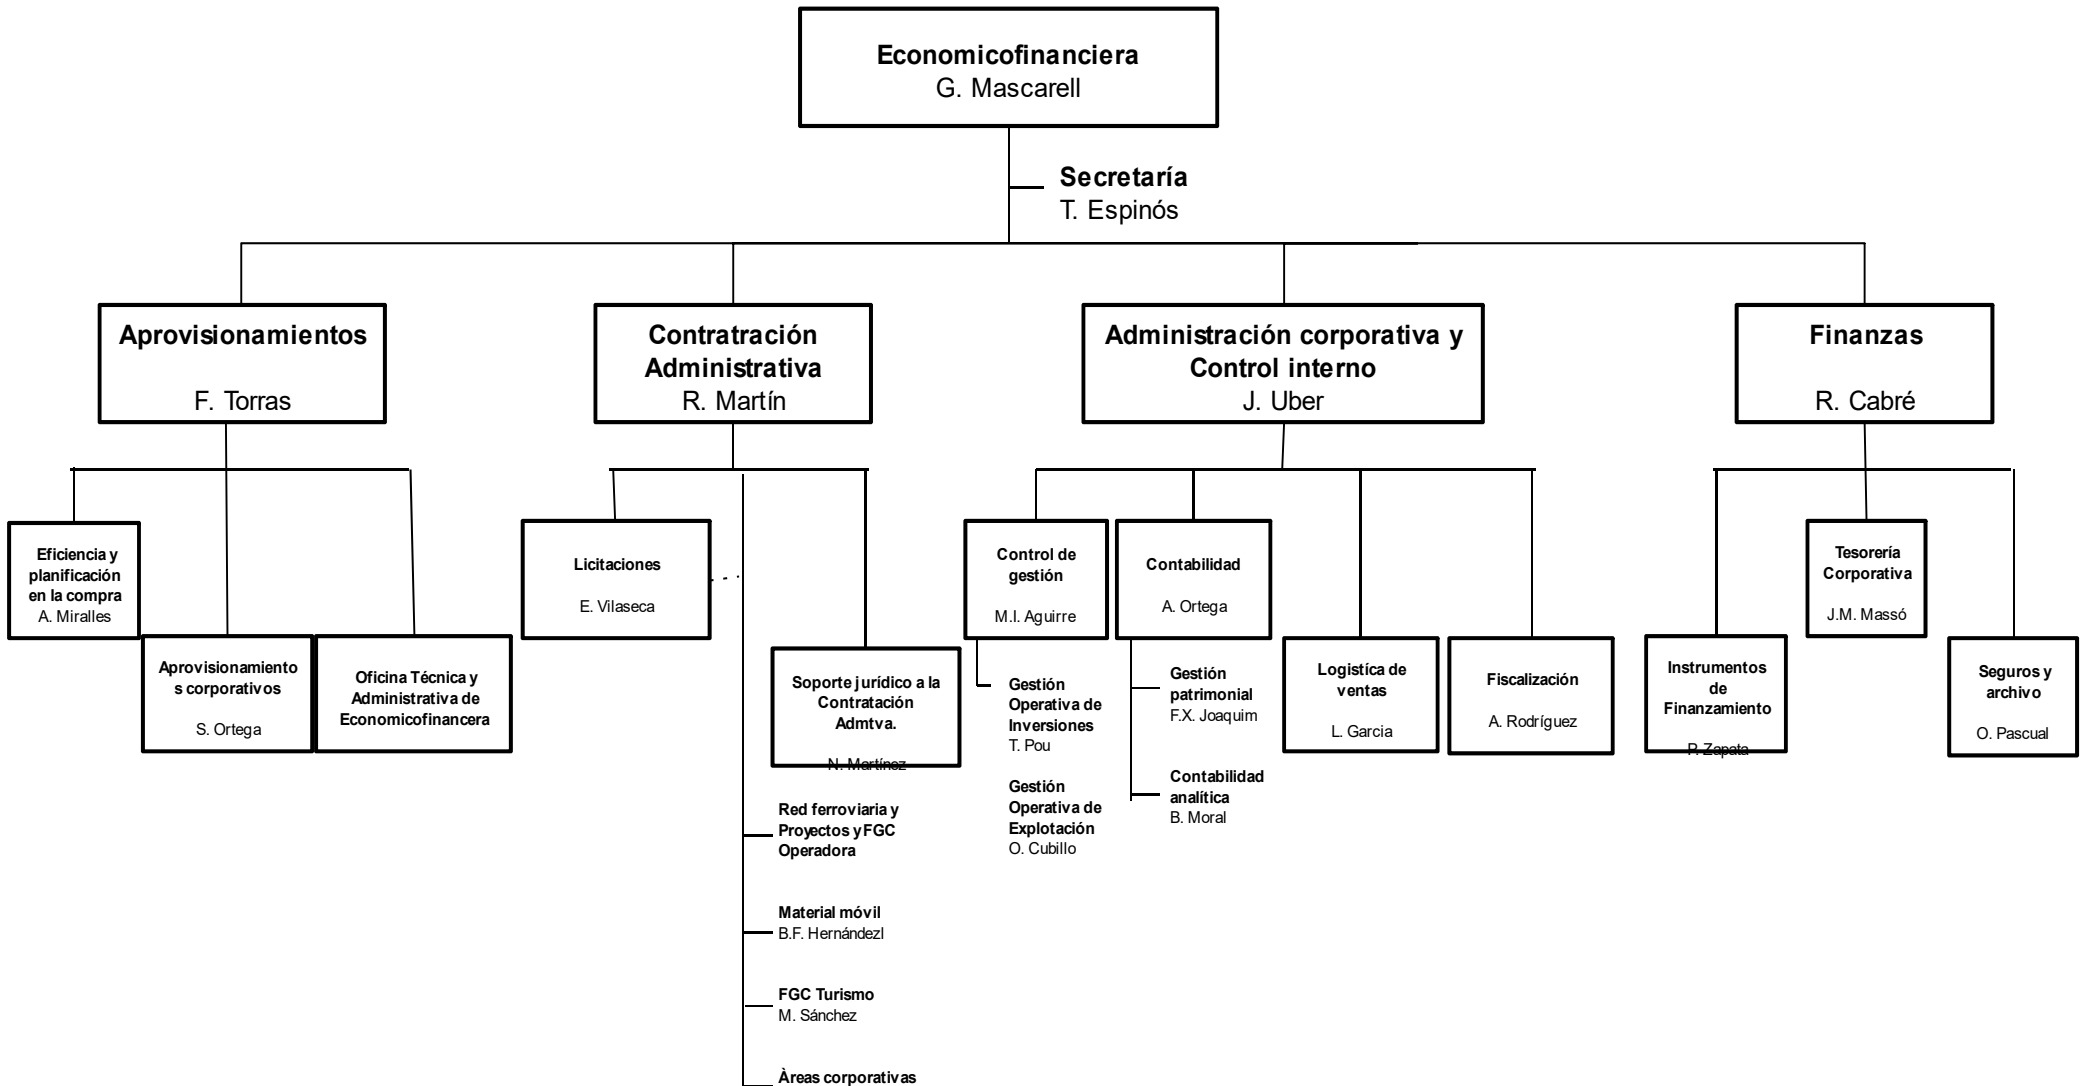 Economicofinanciera
G. Mascarell
Secretaría
T. Espinós
Aprovisionamientos
F. Torras
Contratración
Administrativa
R. Martín
Administración corporativa y
Control interno
J. Uber
Finanzas
R. Cabré
Eficiencia y
planificación
en la compra
A. Miralles
Aprovisionamiento
s corporativos
S. Ortega
Oficina Técnica y
Administrativa de
Economicofinancera
Licitaciones
E. Vilaseca
Soporte jurídico a la
Contratación
Admtva.
N. Martínez
Red ferroviaria y
Proyectos y FGC
Operadora
Material móvil
B.F. Hernándezl
FGC Turismo
M. Sánchez
Àreas corporativas
Control de
gestión
M.I. Aguirre
Gestión
Operativa de
Inversiones
T. Pou
Gestión
Operativa de
Explotación
O. Cubillo
Contabilidad
A. Ortega
Gestión
patrimonial
F.X. Joaquim
Contabilidad
analítica
B. Moral
Logistíca de
ventas
L. Garcia
Fiscalización
A. Rodríguez
Instrumentos
de
Finanzamiento
P. Zapata
Tesorería
Corporativa
J.M. Massó
Seguros y
archivo
O. Pascual